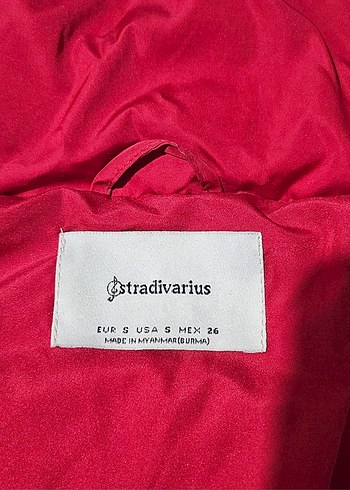 stradivarius
EUR S USA S MEX 26
MADE IN MYANMAR(BURMA)